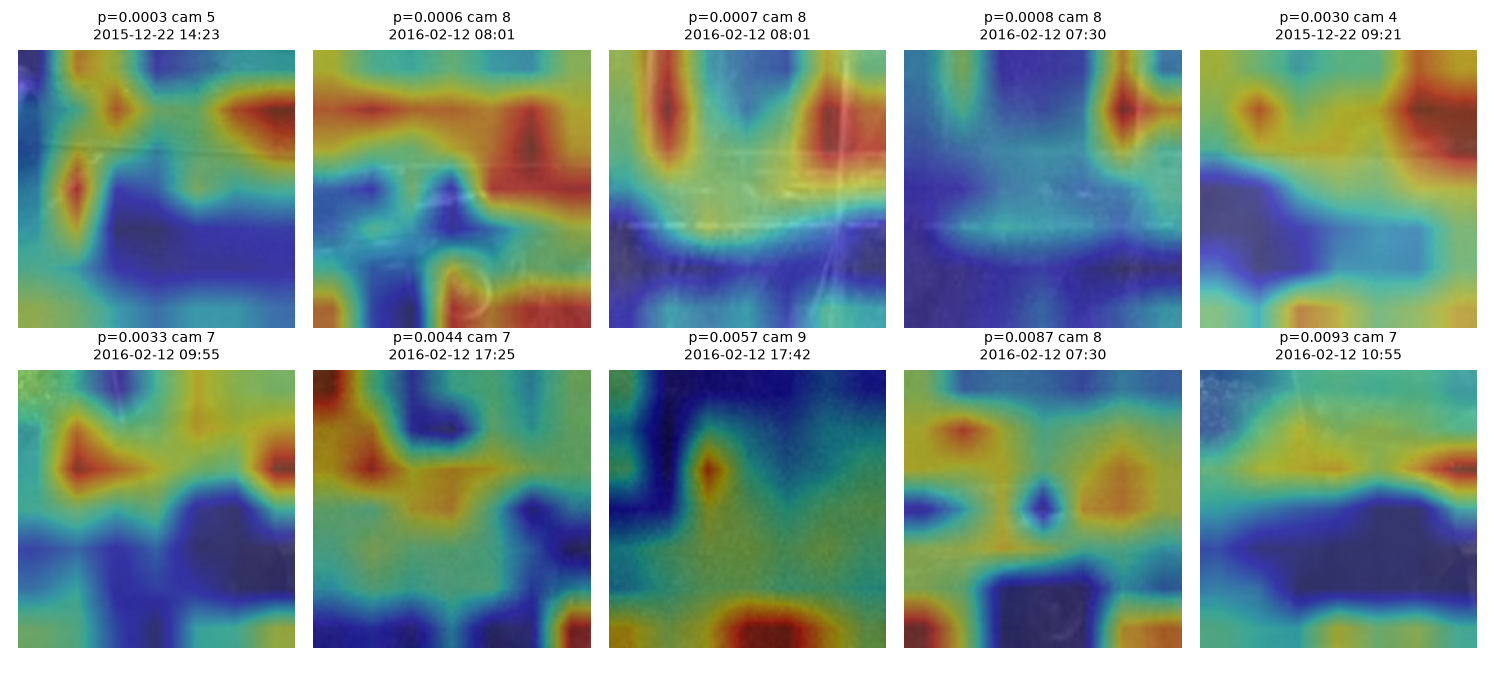 p=0.0003 cam 5
2015-12-22 14:23
p=0.0006 cam 8
2016-02-12 08:01
p=0.0007 cam 8
2016-02-12 08:01
p=0.0008 cam 8
2016-02-12 07:30
p=0.0030 cam 4
2015-12-22 09:21
p=0.0033 cam 7
2016-02-12 09:55
p=0.0044 cam 7
2016-02-12 17:25
p=0.0057 cam 9
2016-02-12 17:42
p=0.0087 cam 8
2016-02-12 07:30
p=0.0093 cam 7
2016-02-12 10:55